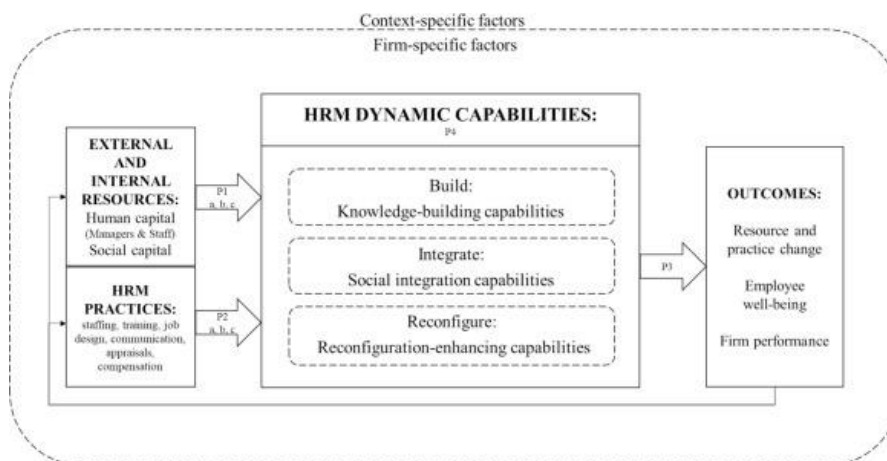 Context-specific factors
Firm-specific factors
EXTERNAL
AND
INTERNAL
RESOURCES:
Human capital
(Managers & Staff)
Social capital
HRM
PRACTICES:
staffing, training, job
design, communication,
appraisals,
compensation
P1
a, b, c
P2
a, b, c
HRM DYNAMIC CAPABILITIES:
P4
Build:
Knowledge-building capabilities
Integrate:
Social integration capabilities
Reconfigure:
Reconfiguration-enhancing capabilities
P3
OUTCOMES:
Resource and
practice change
Employee
well-being
Firm performance